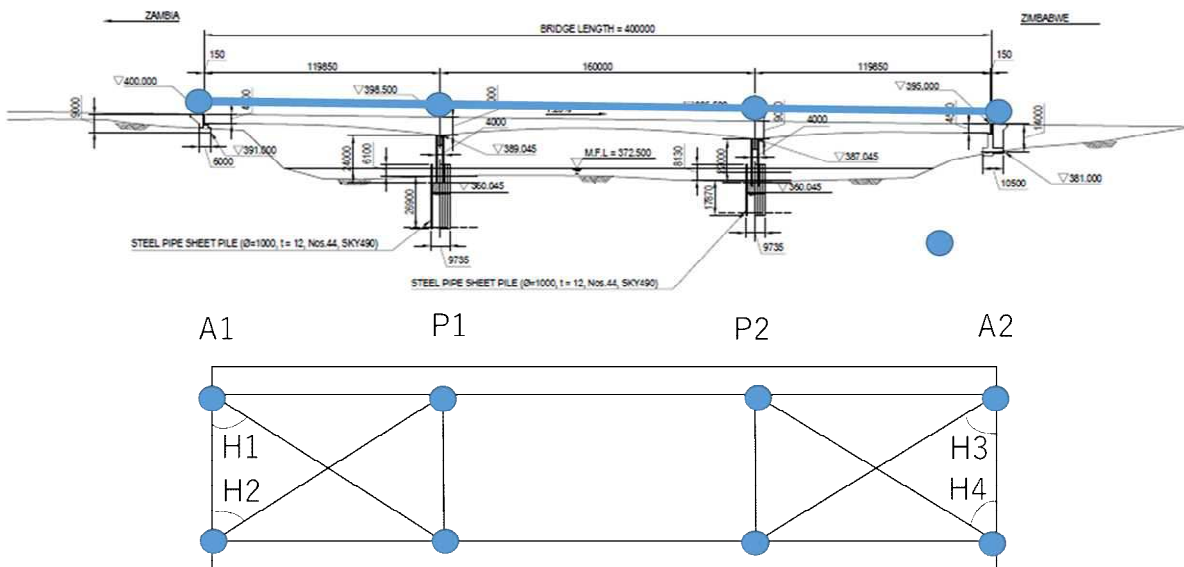 ZAMBIA
ZIMBABWE
BRIDGE LENGTH = 400000
150
150
119850
160000
119850
▽400.000
▽398.500
▽395.000
9000
4000
4000
▽391.000
▽389.045
▽387.045
6000
24000
6100
M.F.L = 372.500
8130
▽381.000
10500
▽360.045
▽360.045
26900
17870
STEEL PIPE SHEET PILE (Ø=1000, t = 12, Nos.44, SKY490)
9735
9735
STEEL PIPE SHEET PILE (Ø=1000, t = 12, Nos.44, SKY490)
A1
P1
P2
A2
H1
H3
H2
H4